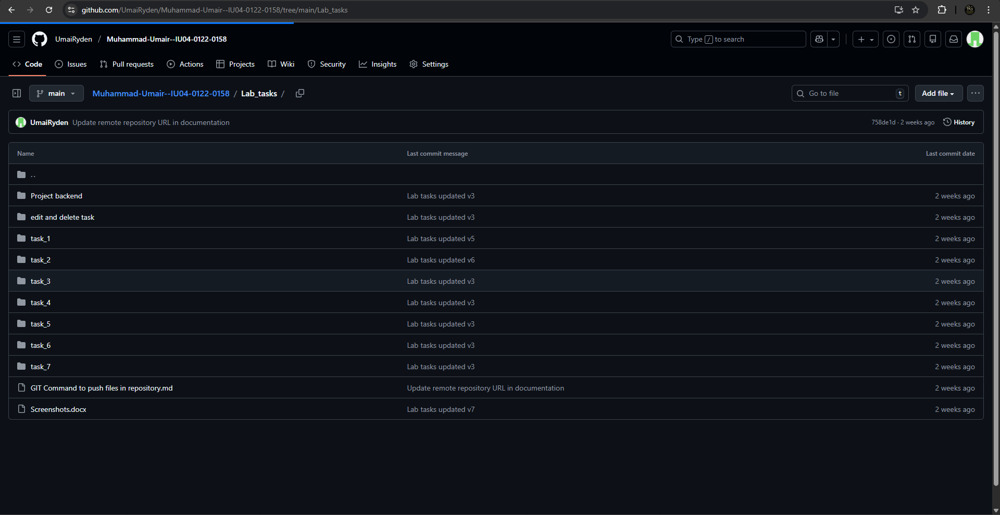 github.com/UmaiRyden/Muhammad-Umair--IU04-0122-0158/tree/main/Lab_tasks
UmaiRyden / Muhammad-Umair--IU04-0122-0158
Type / to search
Code Issues Pull requests Actions Projects Wiki Security Insights Settings
main Muhammad-Umair--IU04-0122-0158 / Lab_tasks /
Go to file t Add file
UmaiRyden Update remote repository URL in documentation 758de1d · 2 weeks ago History
Name Last commit message Last commit date
..
Project backend Lab tasks updated v3 2 weeks ago
edit and delete task Lab tasks updated v3 2 weeks ago
task_1 Lab tasks updated v5 2 weeks ago
task_2 Lab tasks updated v6 2 weeks ago
task_3 Lab tasks updated v3 2 weeks ago
task_4 Lab tasks updated v3 2 weeks ago
task_5 Lab tasks updated v3 2 weeks ago
task_6 Lab tasks updated v3 2 weeks ago
task_7 Lab tasks updated v3 2 weeks ago
GIT Command to push files in repository.md Update remote repository URL in documentation 2 weeks ago
Screenshots.docx Lab tasks updated v7 2 weeks ago